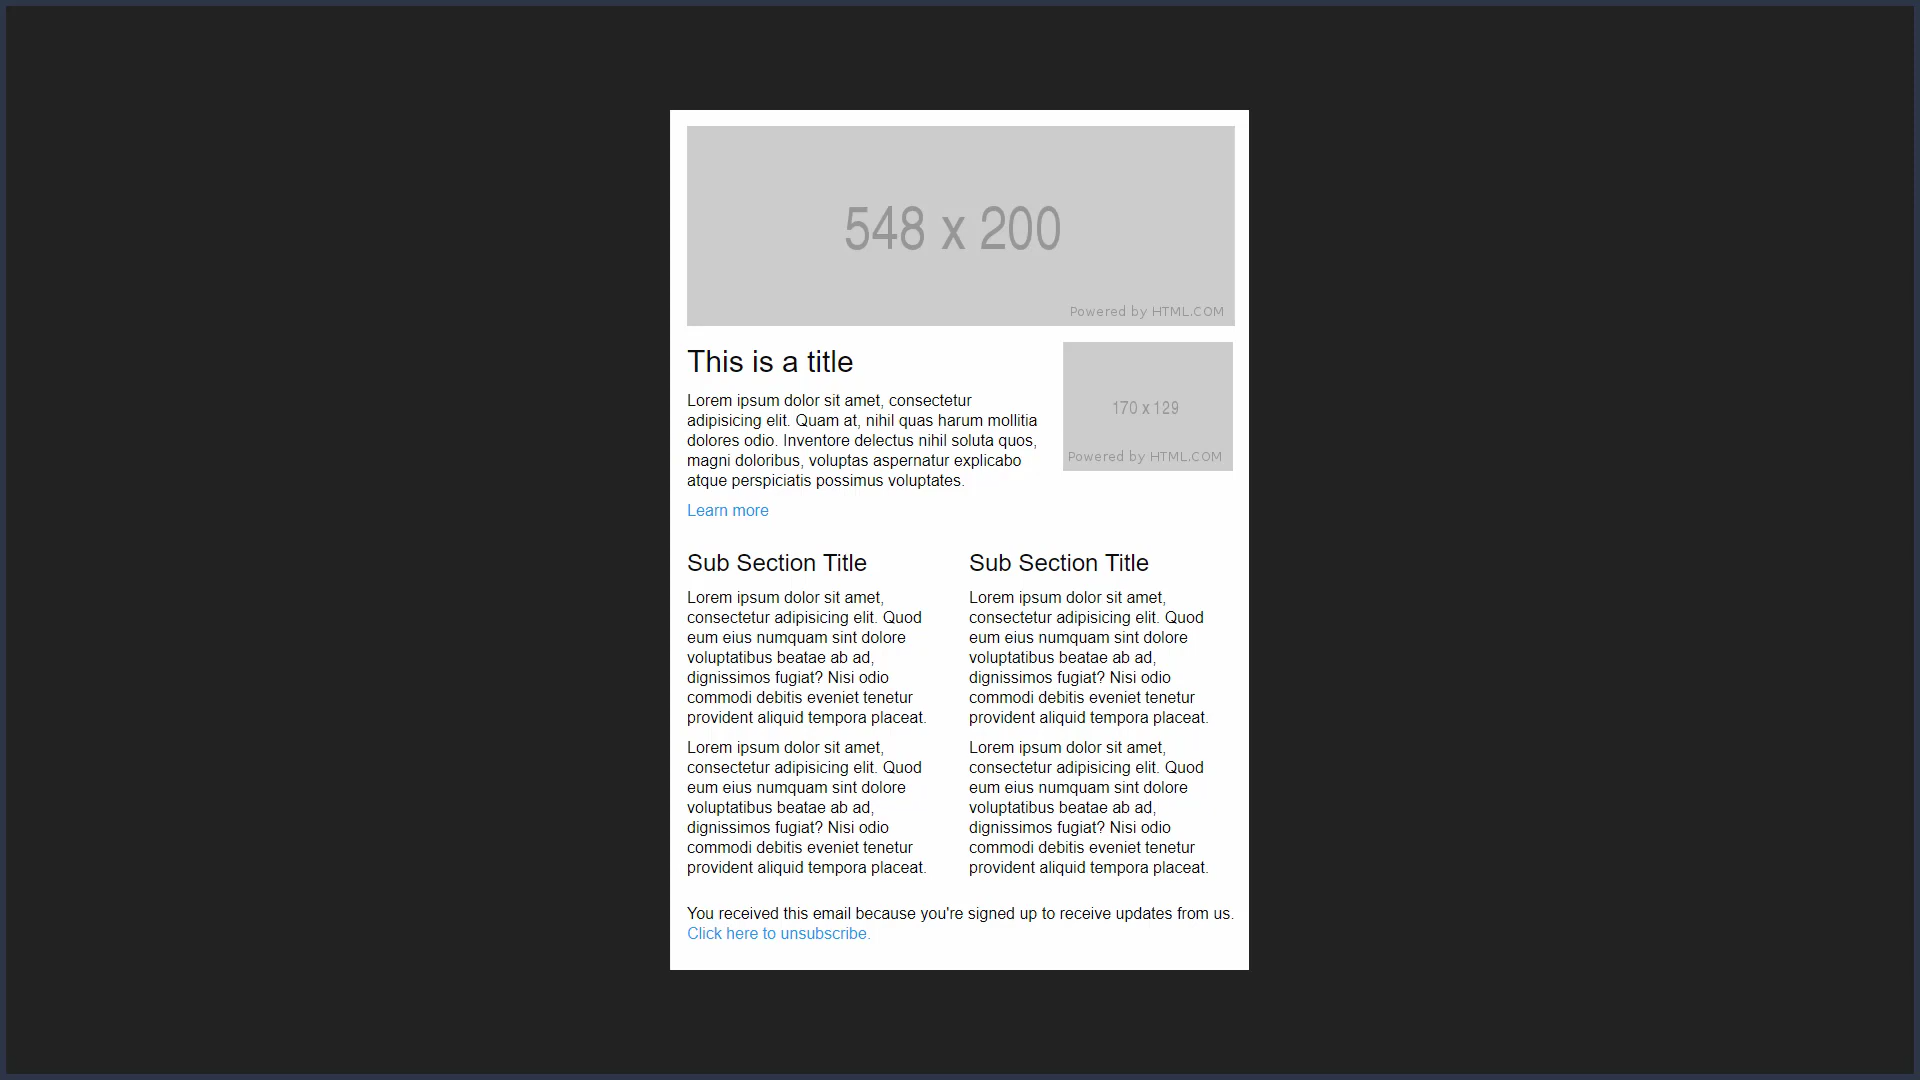 548 x 200
Powered by HTML.COM
This is a title
Lorem ipsum dolor sit amet, consectetur
adipisicing elit. Quam at, nihil quas harum mollitia
dolores odio. Inventore delectus nihil soluta quos,
magni doloribus, voluptas aspernatur explicabo
atque perspiciatis possimus voluptates.
Learn more
170 x 129
Powered by HTML.COM
Sub Section Title
Lorem ipsum dolor sit amet,
consectetur adipisicing elit. Quod
eum eius numquam sint dolore
voluptatibus beatae ab ad,
dignissimos fugiat? Nisi odio
commodi debitis eveniet tenetur
provident aliquid tempora placeat.
Lorem ipsum dolor sit amet,
consectetur adipisicing elit. Quod
eum eius numquam sint dolore
voluptatibus beatae ab ad,
dignissimos fugiat? Nisi odio
commodi debitis eveniet tenetur
provident aliquid tempora placeat.
Sub Section Title
Lorem ipsum dolor sit amet,
consectetur adipisicing elit. Quod
eum eius numquam sint dolore
voluptatibus beatae ab ad,
dignissimos fugiat? Nisi odio
commodi debitis eveniet tenetur
provident aliquid tempora placeat.
Lorem ipsum dolor sit amet,
consectetur adipisicing elit. Quod
eum eius numquam sint dolore
voluptatibus beatae ab ad,
dignissimos fugiat? Nisi odio
commodi debitis eveniet tenetur
provident aliquid tempora placeat.
You received this email because you're signed up to receive updates from us.
Click here to unsubscribe.